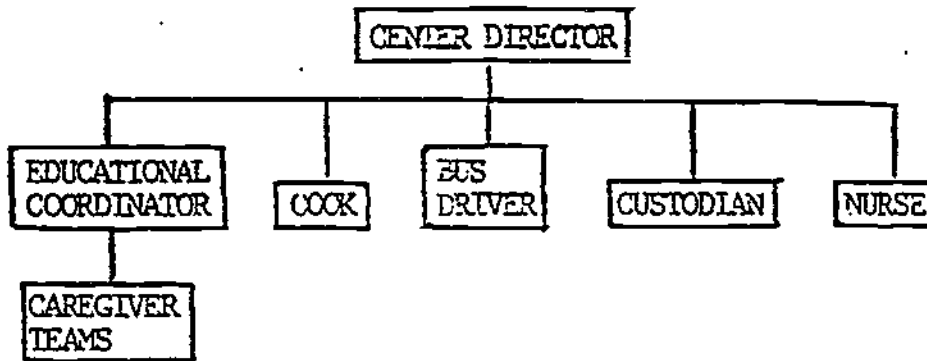 CENTER DIRECTOR
EDUCATIONAL
COORDINATOR
COOK
BUS
DRIVER
CUSTODIAN
NURSE
CAREGIVER
TEAMS